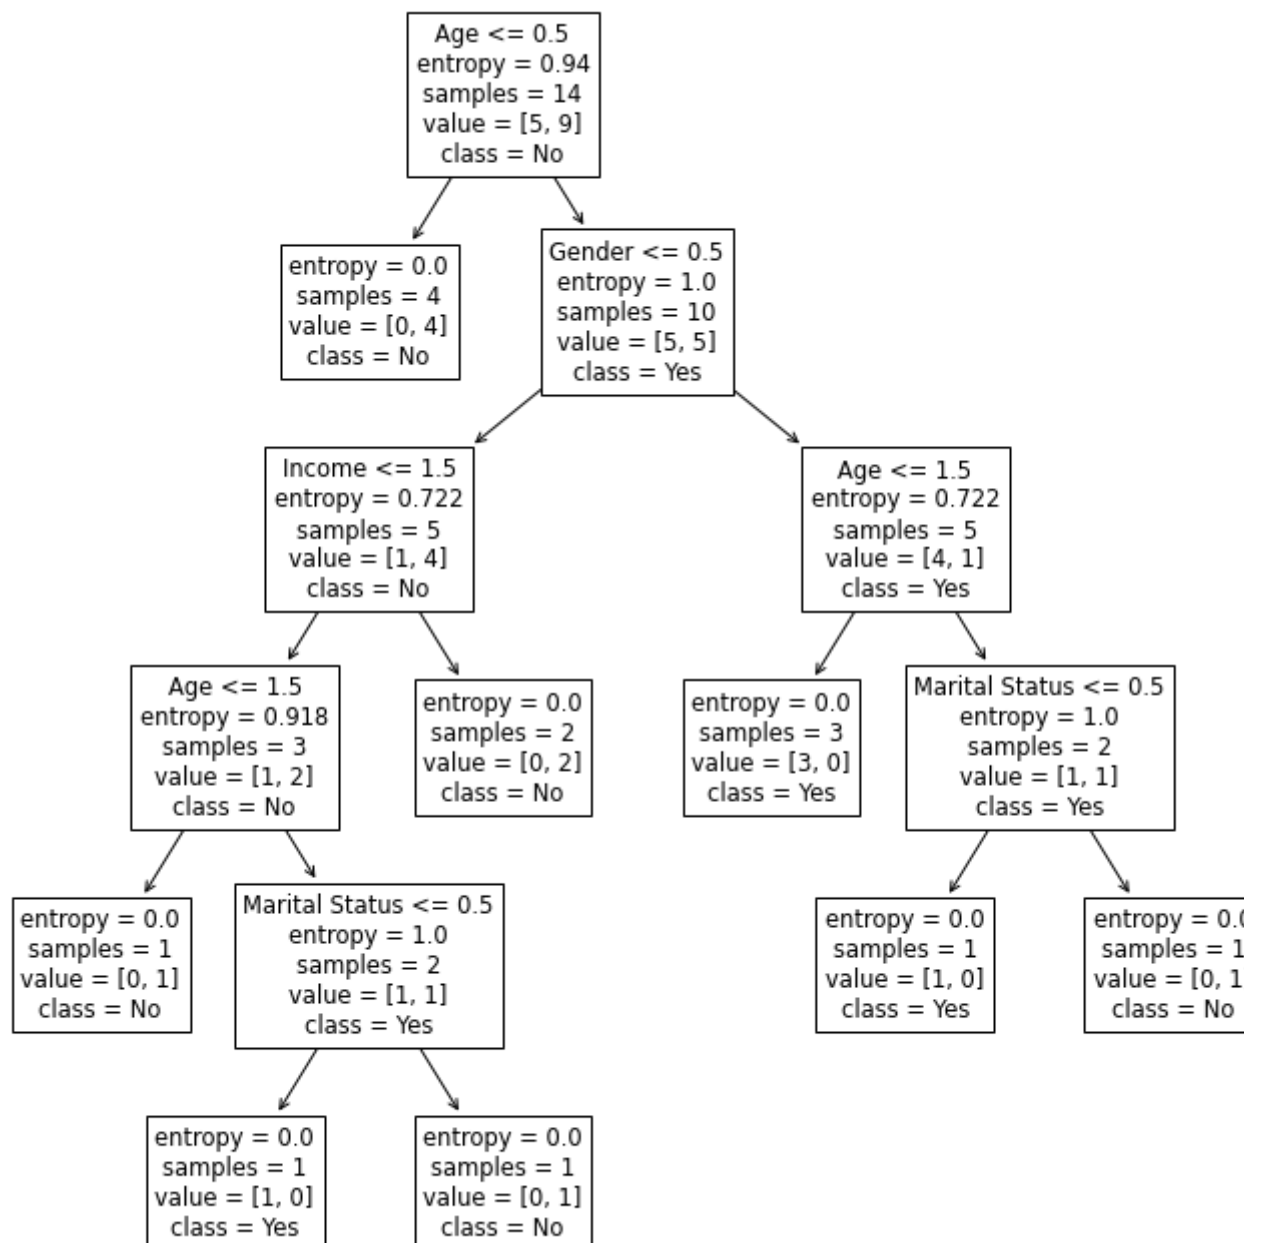 Age <= 0.5
entropy = 0.94
samples = 14
value = [5, 9]
class = No
entropy = 0.0
samples = 4
value = [0, 4]
class = No
Gender <= 0.5
entropy = 1.0
samples = 10
value = [5, 5]
class = Yes
Income <= 1.5
entropy = 0.722
samples = 5
value = [1, 4]
class = No
Age <= 1.5
entropy = 0.722
samples = 5
value = [4, 1]
class = Yes
Age <= 1.5
entropy = 0.918
samples = 3
value = [1, 2]
class = No
entropy = 0.0
samples = 2
value = [0, 2]
class = No
entropy = 0.0
samples = 3
value = [3, 0]
class = Yes
Marital Status <= 0.5
entropy = 1.0
samples = 2
value = [1, 1]
class = Yes
entropy = 0.0
samples = 1
value = [0, 1]
class = No
Marital Status <= 0.5
entropy = 1.0
samples = 2
value = [1, 1]
class = Yes
entropy = 0.0
samples = 1
value = [1, 0]
class = Yes
entropy = 0.
samples = 1
value = [0, 1
class = No
entropy = 0.0
samples = 1
value = [1, 0]
class = Yes
entropy = 0.0
samples = 1
value = [0, 1]
class = No